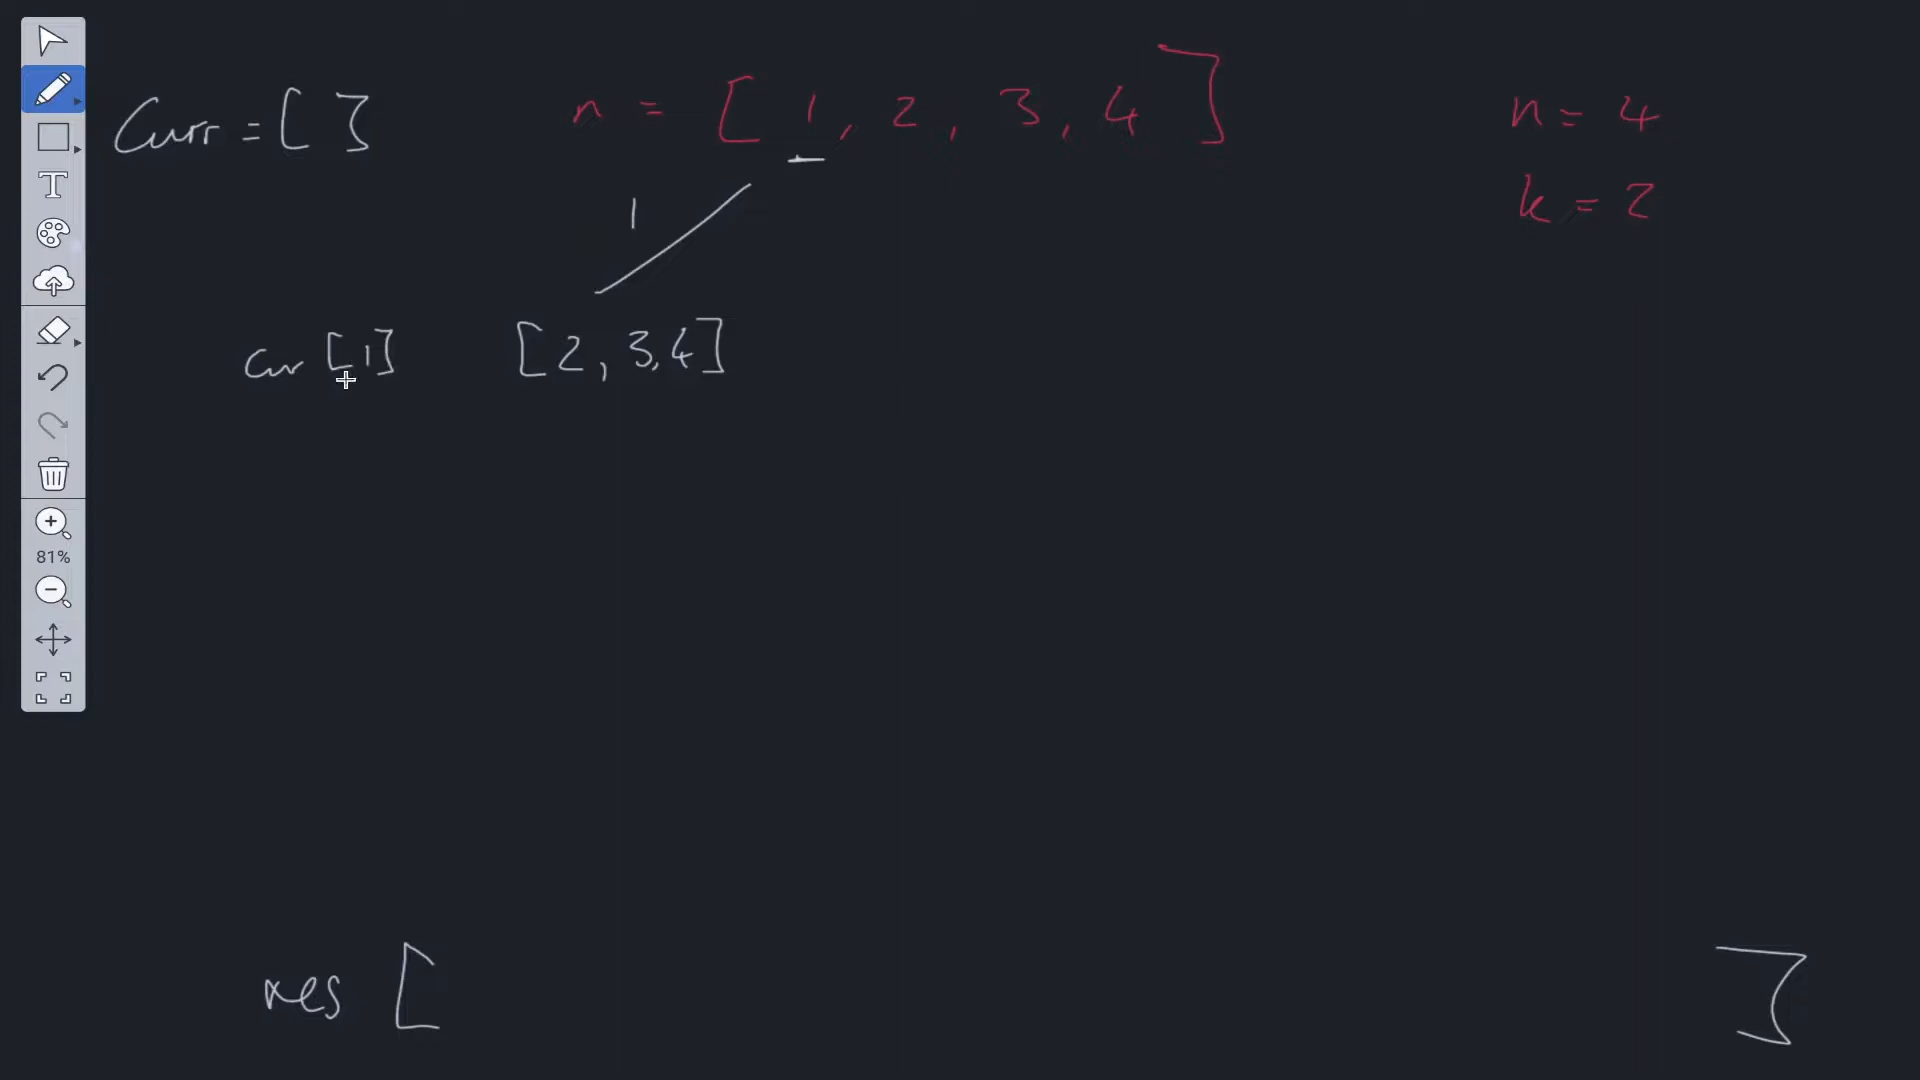 Curr = [ ]
n = [ 1, 2, 3, 4 ]
n = 4
k = 2
1
Cur [1]
[2, 3, 4]
81%
res [ ]